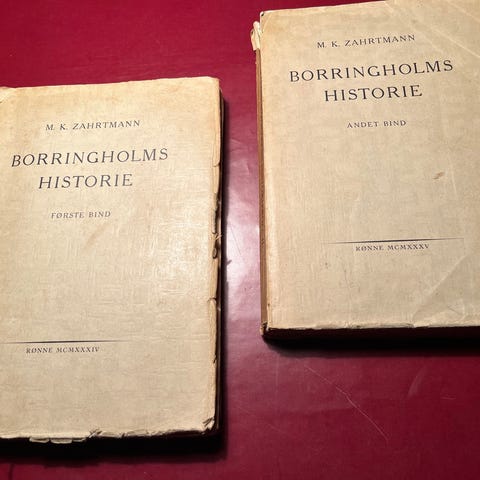 M. K. ZAHRTMANN
BORRINGHOLMS
HISTORIE
FØRSTE BIND
RØNNE MCMXXXIV
M. K. ZAHRTMANN
BORRINGHOLMS
HISTORIE
ANDET BIND
RØNNE MCMXXXV